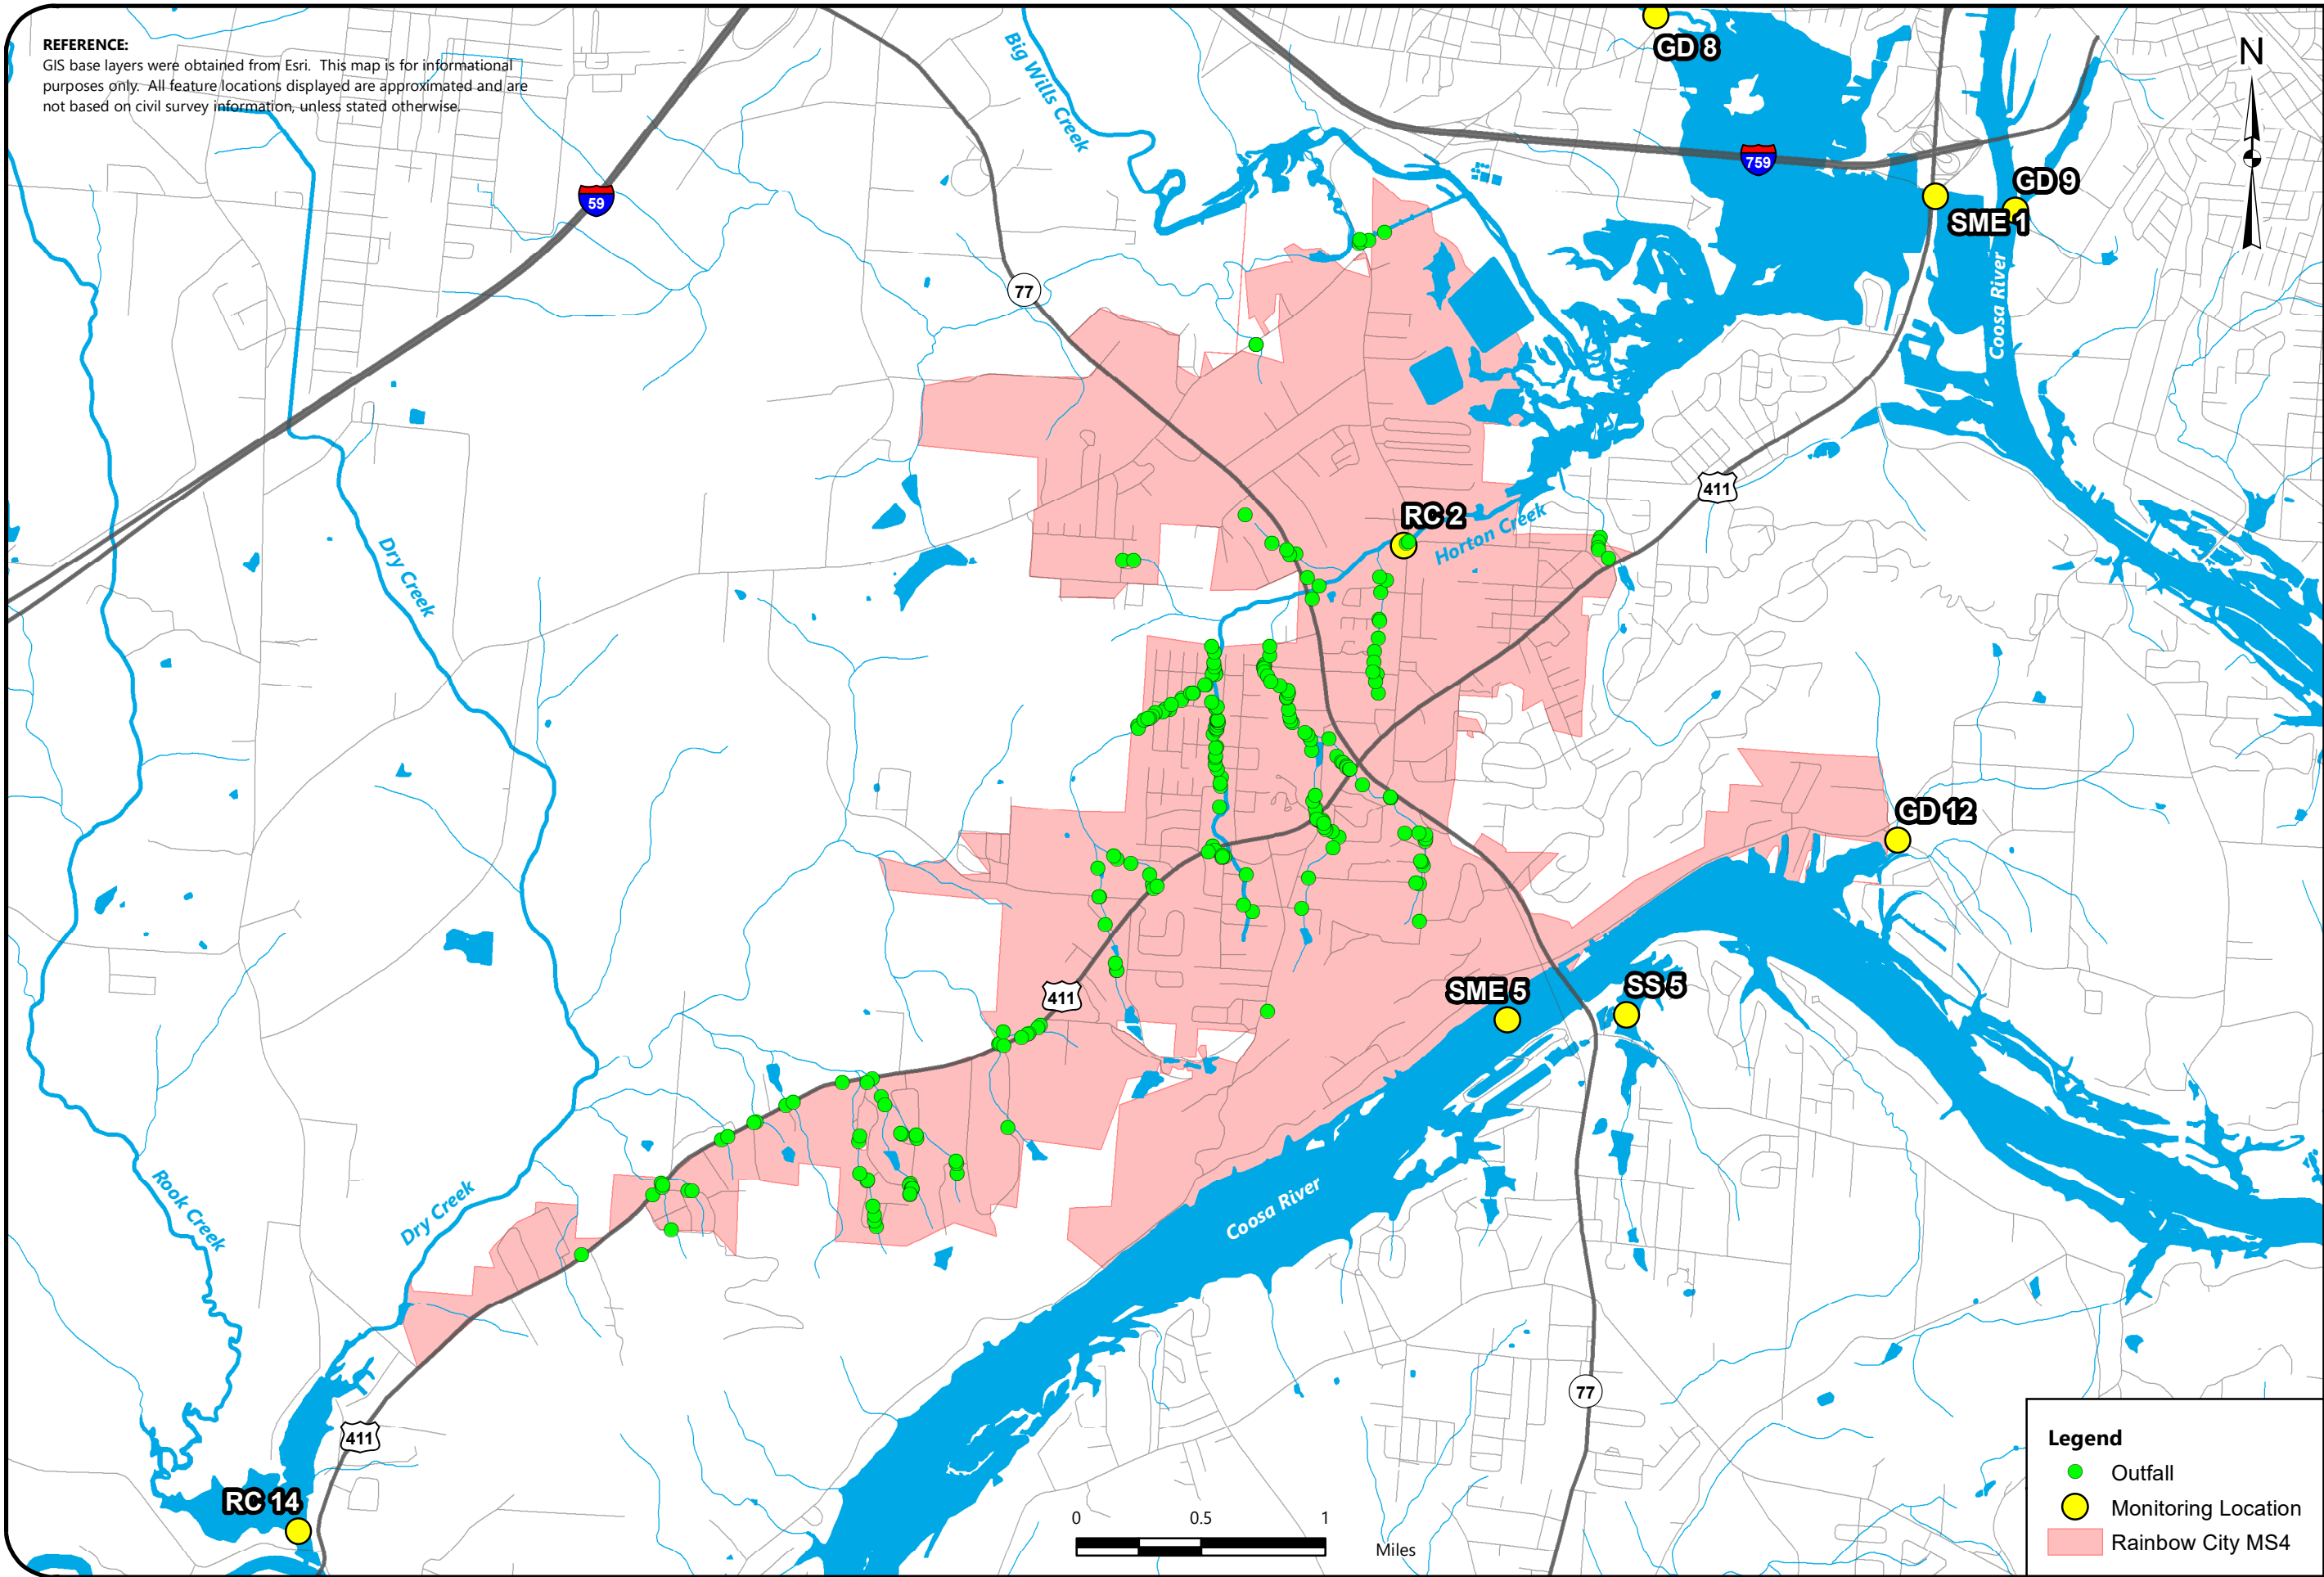 REFERENCE:
GIS base layers were obtained from Esri. This map is for informational
purposes only. All feature locations displayed are approximated and are
not based on civil survey information, unless stated otherwise.
Big Wills Creek
GD 8
N
759
59
GD 9
SME 1
Coosa River
77
411
RC 2
Horton Creek
Dry Creek
GD 12
411
SME 5
SS 5
Rook Creek
Dry Creek
Coosa River
77
411
RC 14
0 0.5 1
Miles
Legend
Outfall
Monitoring Location
Rainbow City MS4